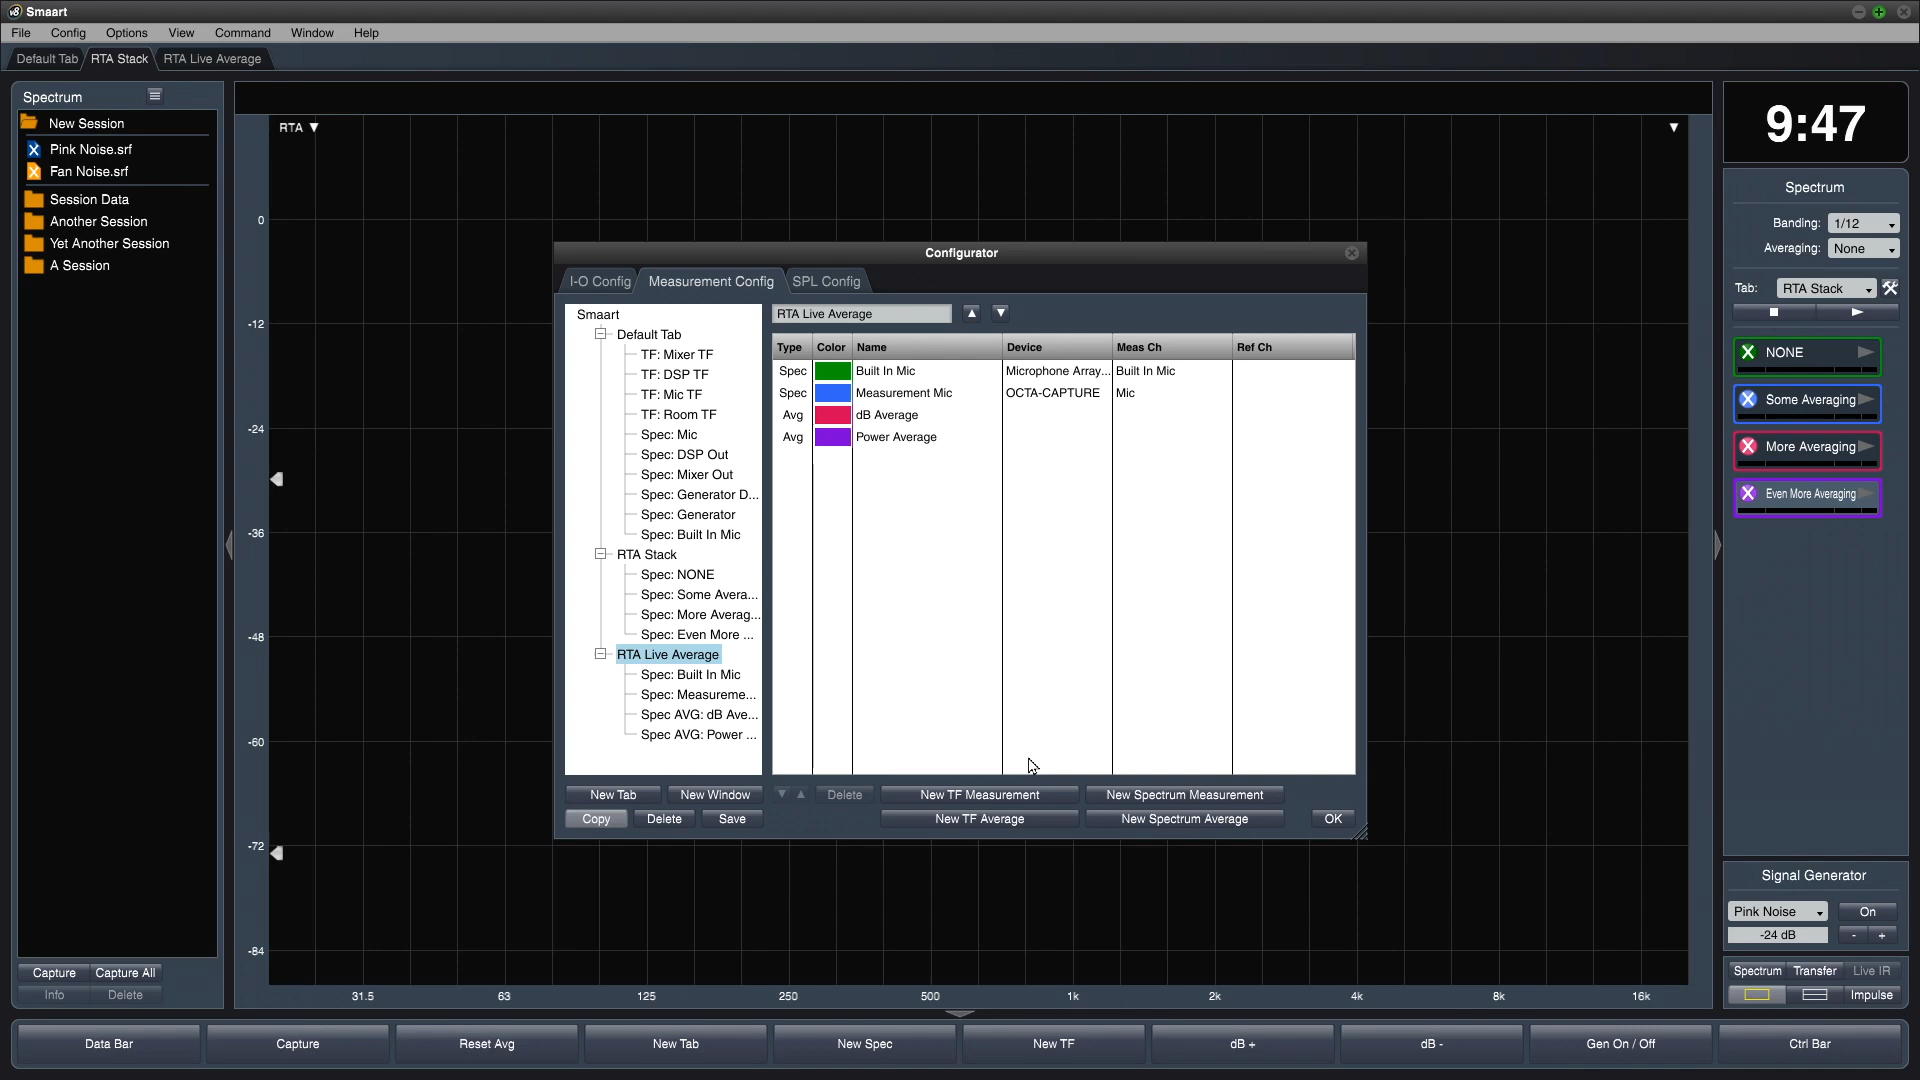 v8 Smaart
File Config Options View Command Window Help
Default Tab RTA Stack RTA Live Average
Spectrum
New Session
Pink Noise.srf
Fan Noise.srf
Session Data
Another Session
Yet Another Session
A Session
Capture Capture All
Info Delete
RTA
0
-12
-24
-36
-48
-60
-72
-84
31.5 63 125 250 500 1k 2k 4k 8k 16k
Configurator
I-O Config Measurement Config SPL Config
Smaart
Default Tab
TF: Mixer TF
TF: DSP TF
TF: Mic TF
TF: Room TF
Spec: Mic
Spec: DSP Out
Spec: Mixer Out
Spec: Generator D...
Spec: Generator
Spec: Built In Mic
RTA Stack
Spec: NONE
Spec: Some Avera...
Spec: More Averag...
Spec: Even More ...
RTA Live Average
Spec: Built In Mic
Spec: Measureme...
Spec AVG: dB Ave...
Spec AVG: Power ...
RTA Live Average
Type Color Name Device Meas Ch Ref Ch
Spec Built In Mic Microphone Array... Built In Mic
Spec Measurement Mic OCTA-CAPTURE Mic
Avg dB Average
Avg Power Average
New Tab New Window Delete New TF Measurement New Spectrum Measurement
Copy Delete Save New TF Average New Spectrum Average OK
9:47
Spectrum
Banding: 1/12
Averaging: None
Tab: RTA Stack
NONE
Some Averaging
More Averaging
Even More Averaging
Signal Generator
Pink Noise On
-24 dB - +
Spectrum Transfer Live IR
Impulse
Data Bar Capture Reset Avg New Tab New Spec New TF dB + dB - Gen On / Off Ctrl Bar